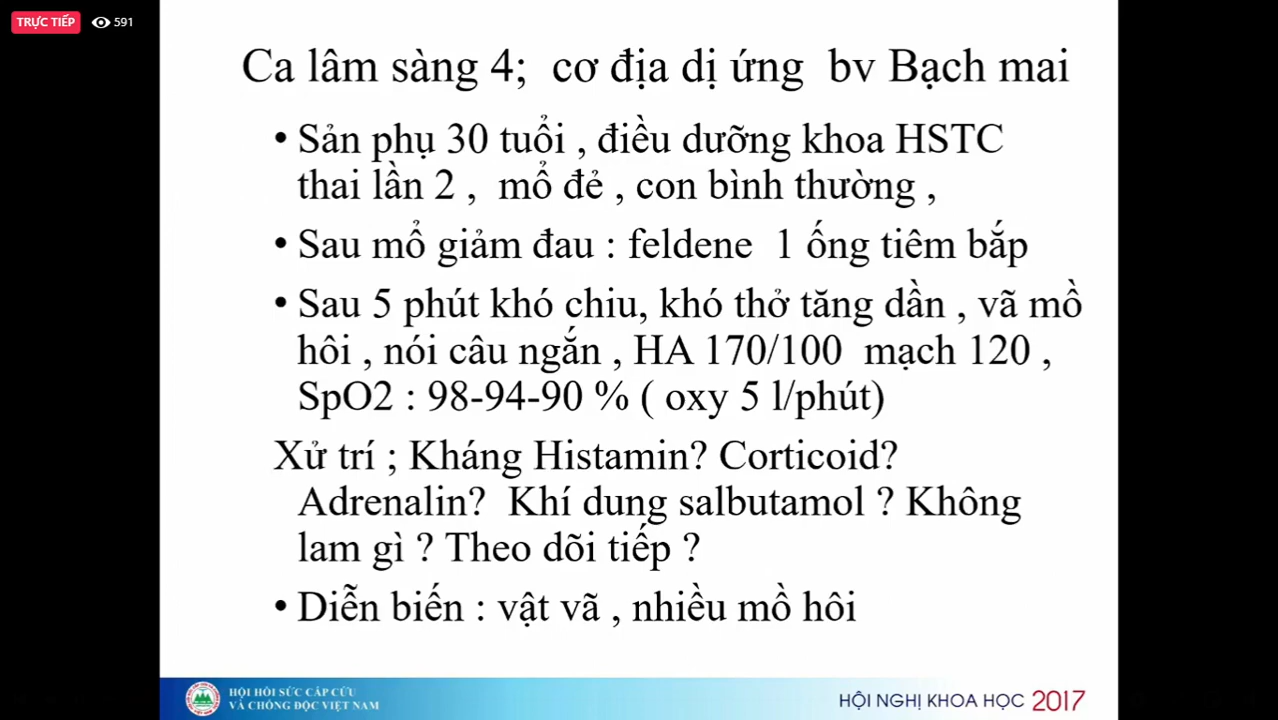 TRỰC TIẾP 591
Ca lâm sàng 4; cơ địa dị ứng bv Bạch mai
• Sản phụ 30 tuổi , điều dưỡng khoa HSTC
thai lần 2 , mổ đẻ , con bình thường ,
• Sau mổ giảm đau : feldene 1 ống tiêm bắp
• Sau 5 phút khó chiu, khó thở tăng dần , vã mồ
hôi , nói câu ngắn , HA 170/100 mạch 120 ,
SpO2 : 98-94-90 % ( oxy 5 l/phút)
Xử trí ; Kháng Histamin? Corticoid?
Adrenalin? Khí dung salbutamol ? Không
lam gì ? Theo dõi tiếp ?
• Diễn biến : vật vã , nhiều mồ hôi
HỘI HỒI SỨC CẤP CỨU
VÀ CHỐNG ĐỘC VIỆT NAM
HỘI NGHỊ KHOA HỌC 2017